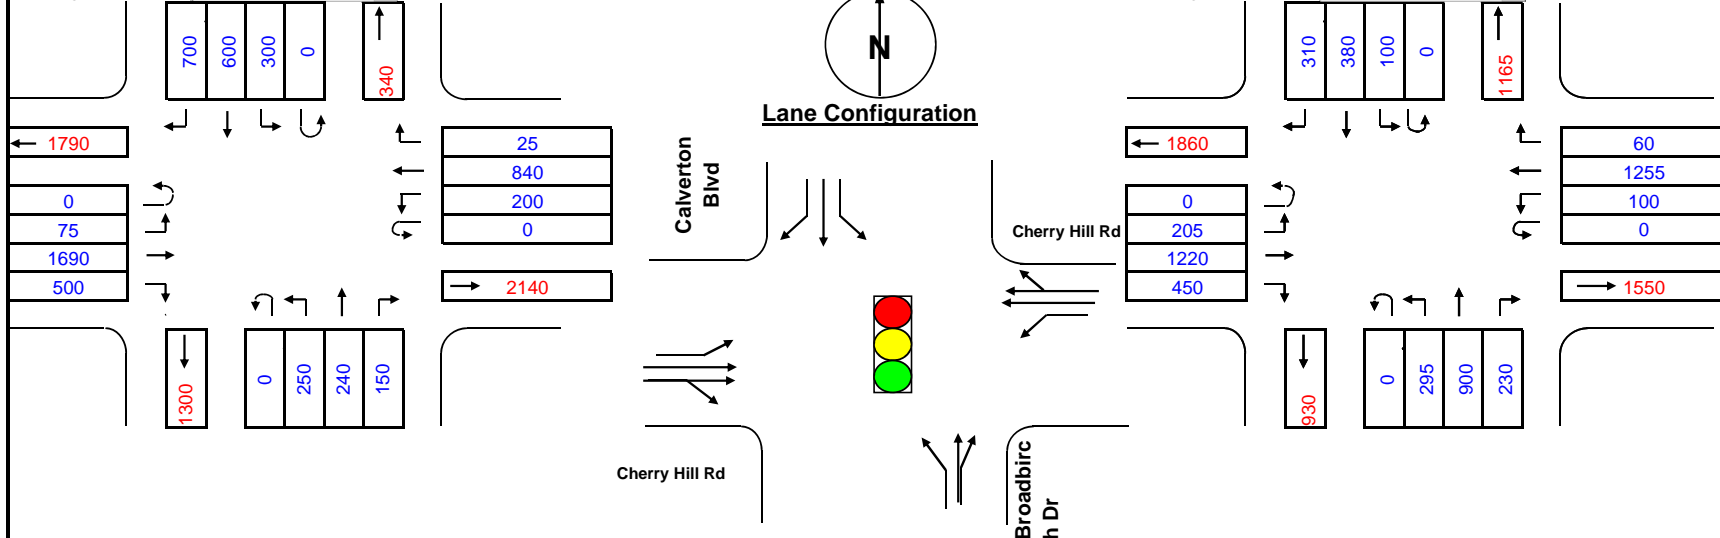 700 600 300 0
340
1790
0
75
1690
500
25
840
200
0
2140
1300
0 250 240 150
N
Lane Configuration
Calverton
Blvd
Cherry Hill Rd
Cherry Hill Rd
Broadbirc
h Dr
310 380 100 0
1165
1860
0
205
1220
450
60
1255
100
0
1550
930
0 295 900 230